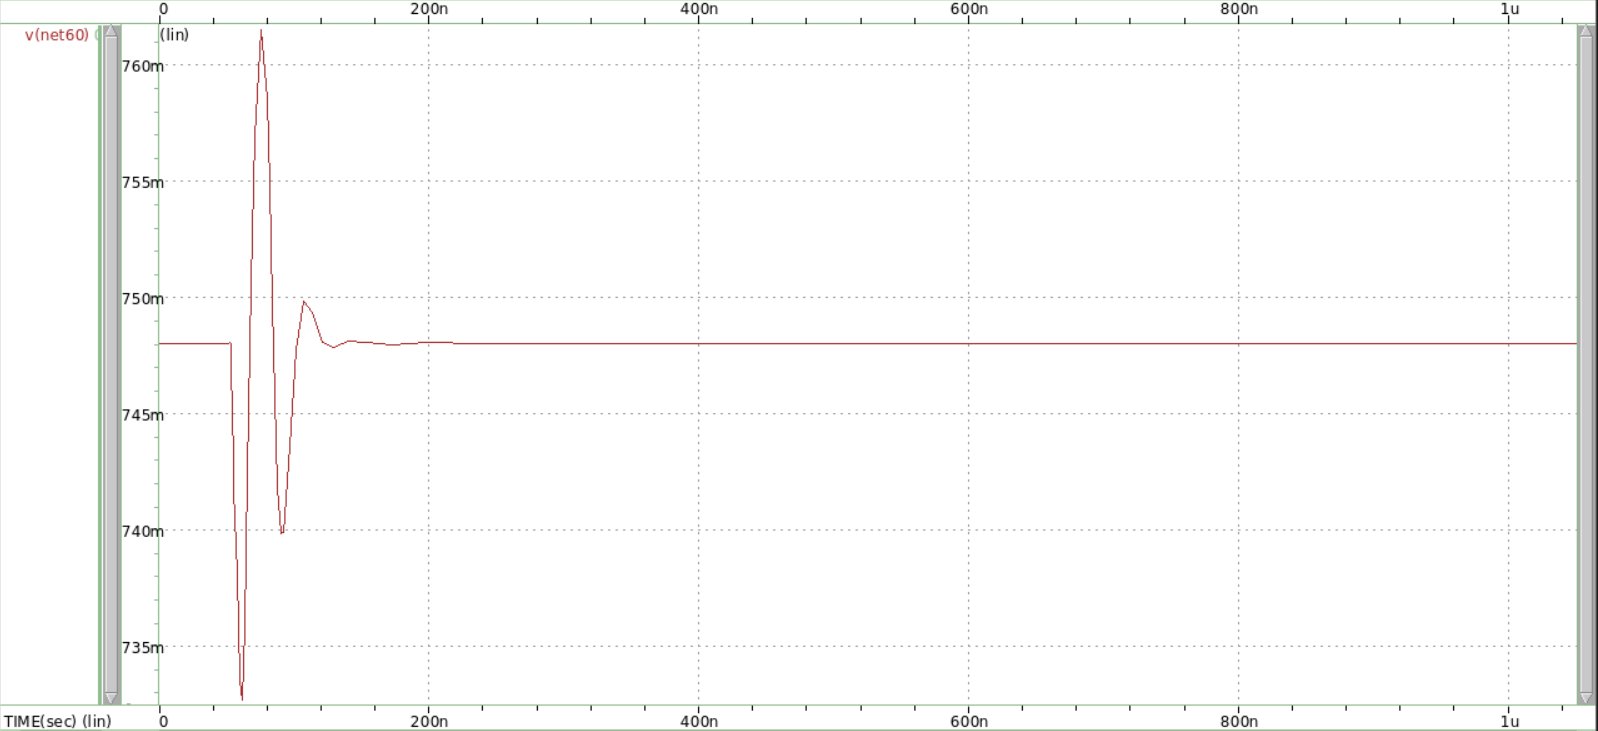 0 200n 400n 600n 800n 1u
v(net60) (lin)
760m
755m
750m
745m
740m
735m
TIME(sec) (lin) 0 200n 400n 600n 800n 1u